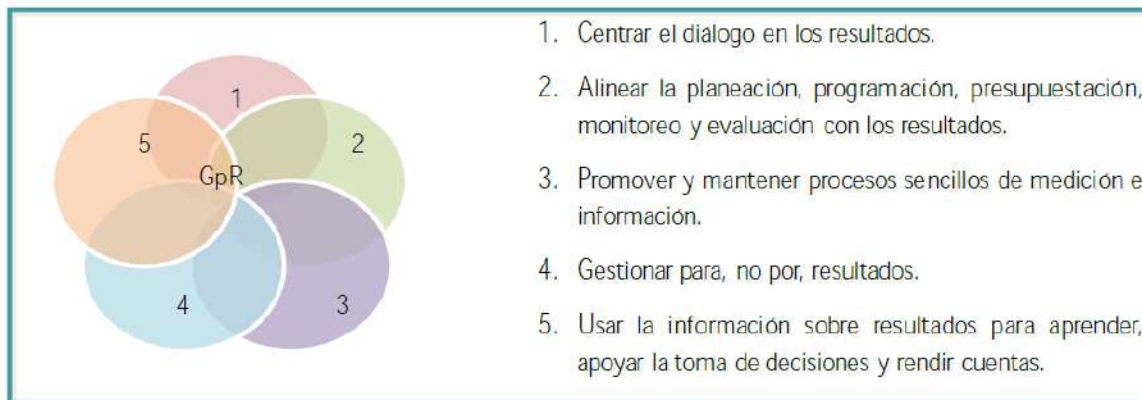 1
2
5
GpR
4
3
1. Centrar el diálogo en los resultados.
2. Alinear la planeación, programación, presupuestación,
monitoreo y evaluación con los resultados.
3. Promover y mantener procesos sencillos de medición e
información.
4. Gestionar para, no por, resultados.
5. Usar la información sobre resultados para aprender,
apoyar la toma de decisiones y rendir cuentas.